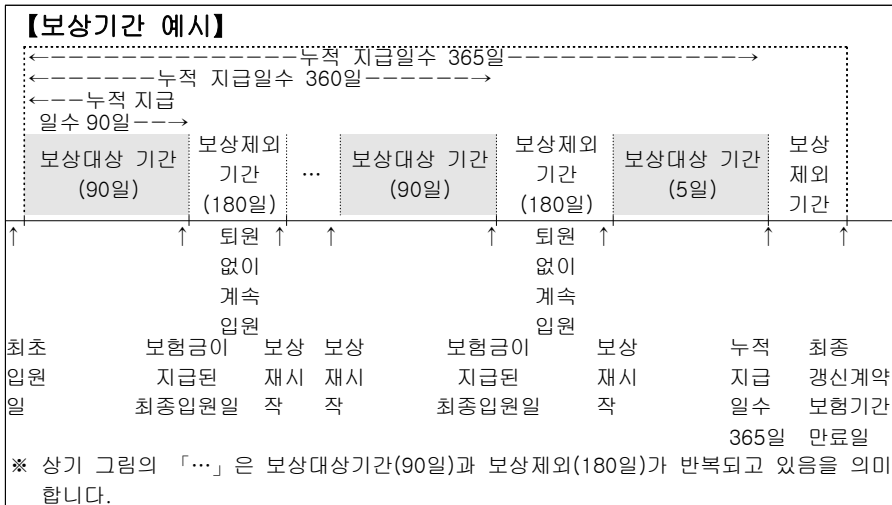 【보상기간 예시】
←−−−−−−−−−−−−−−−누적 지급일수 365일−−−−−−−−−−−−−→
←−−−−−−누적 지급일수 360일−−−−−−→
←−−누적 지급
일수 90일−−→
보상대상 기간
(90일)
보상제외
기간
(180일)
…
보상대상 기간
(90일)
보상제외
기간
(180일)
보상대상 기간
(5일)
보상
제외
기간
↑ ↑ ↑ ↑ ↑ ↑ ↑ ↑
퇴원
없이
계속
입원
퇴원
없이
계속
입원
최초
입원
일
보험금이
지급된
최종입원일
보상
재시
작
보상
재시
작
보험금이
지급된
최종입원일
보상
재시
작
누적
지급
일수
365일
최종
갱신계약
보험기간
만료일
※ 상기 그림의 「…」은 보상대상기간(90일)과 보상제외(180일)가 반복되고 있음을 의미
합니다.